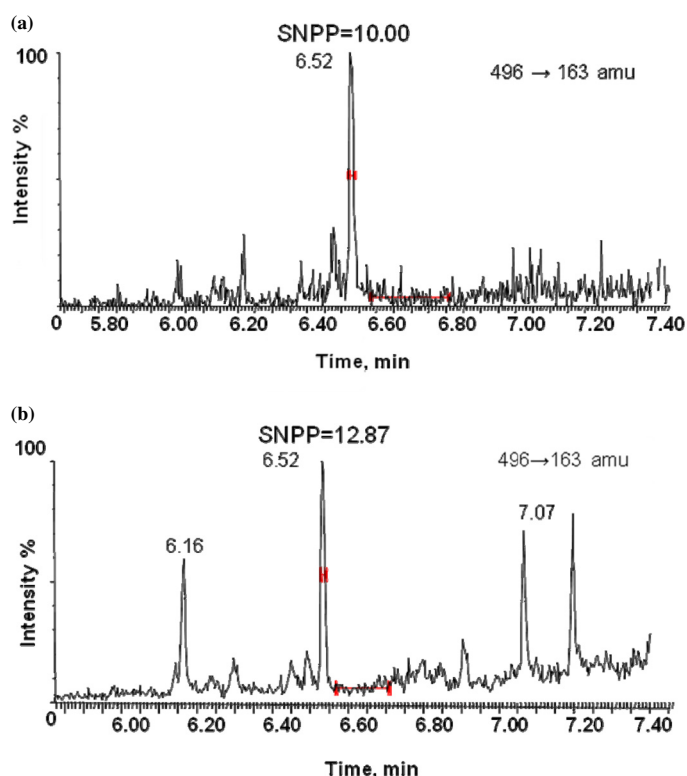 (a)
SNPP=10.00
100
6.52
496 → 163 amu
Intensity %
0 5.80 6.00 6.20 6.40 6.60 6.80 7.00 7.20 7.40
Time, min
(b)
SNPP=12.87
100
6.52
496→163 amu
6.16
7.07
Intensity %
0 6.00 6.20 6.40 6.60 6.80 7.00 7.20 7.40
Time, min